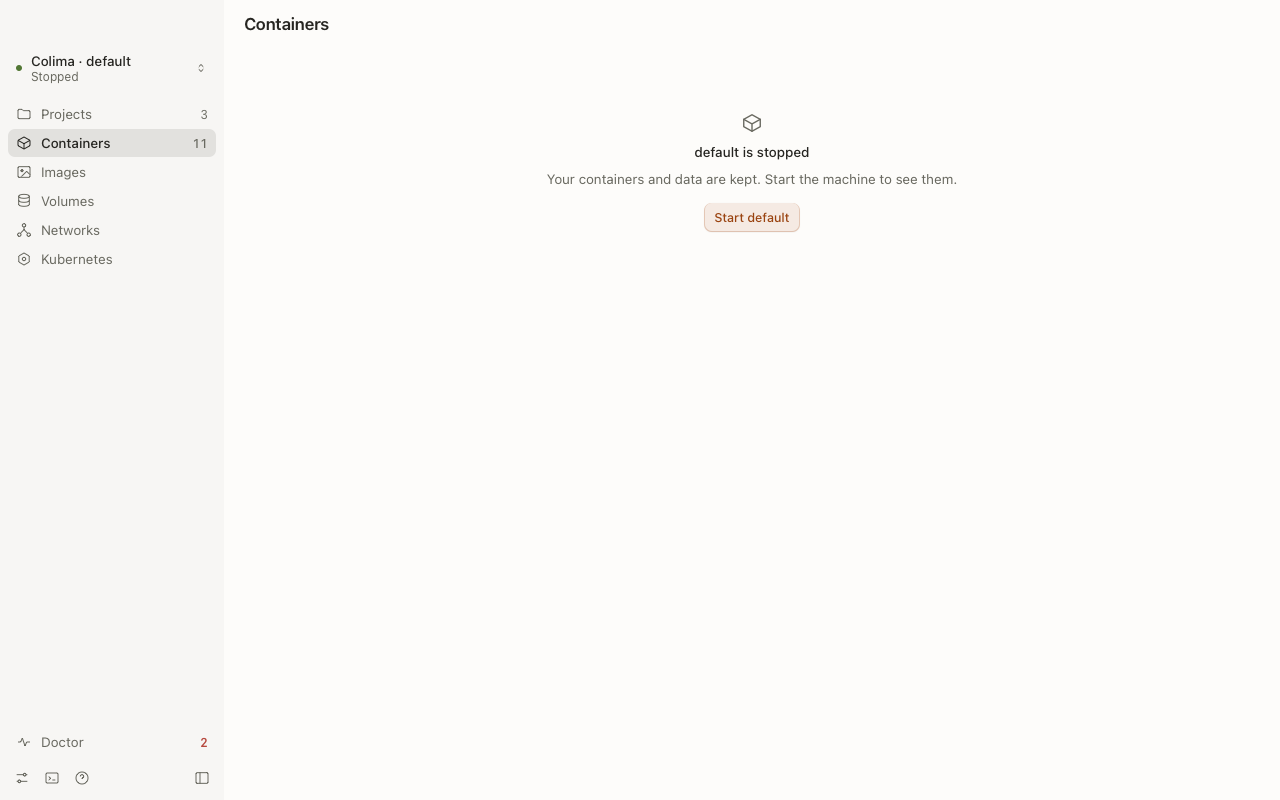 Containers
Colima · default
Stopped
Projects 3
Containers 11
Images
Volumes
Networks
Kubernetes
default is stopped
Your containers and data are kept. Start the machine to see them.
Start default
Doctor 2